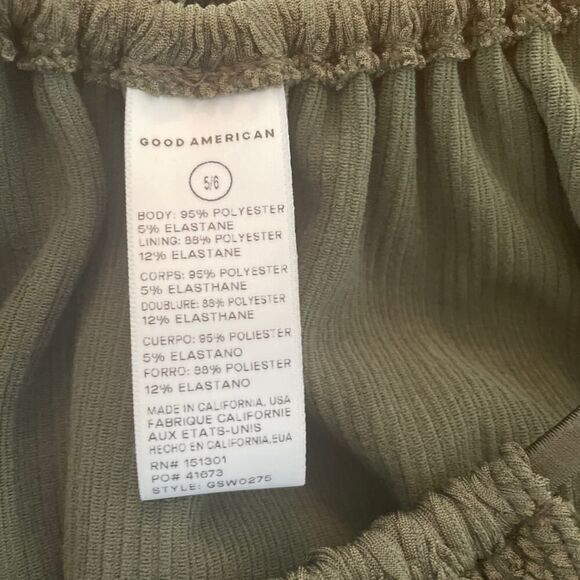 GOOD AMERICAN
5/6
BODY: 95% POLYESTER
5% ELASTANE
LINING: 88% POLYESTER
12% ELASTANE
CORPS: 95% POLYESTER
5% ELASTHANE
DOUBLURE: 88% POLYESTER
12% ELASTHANE
CUERPO: 95% POLIESTER
5% ELASTANO
FORRO: 88% POLIESTER
12% ELASTANO
MADE IN CALIFORNIA, USA
FABRIQUE CALIFORNIE
AUX ETATS-UNIS
HECHO EN CALIFORNIA,EUA
RN# 151301
PO# 41673
STYLE: GSW0275